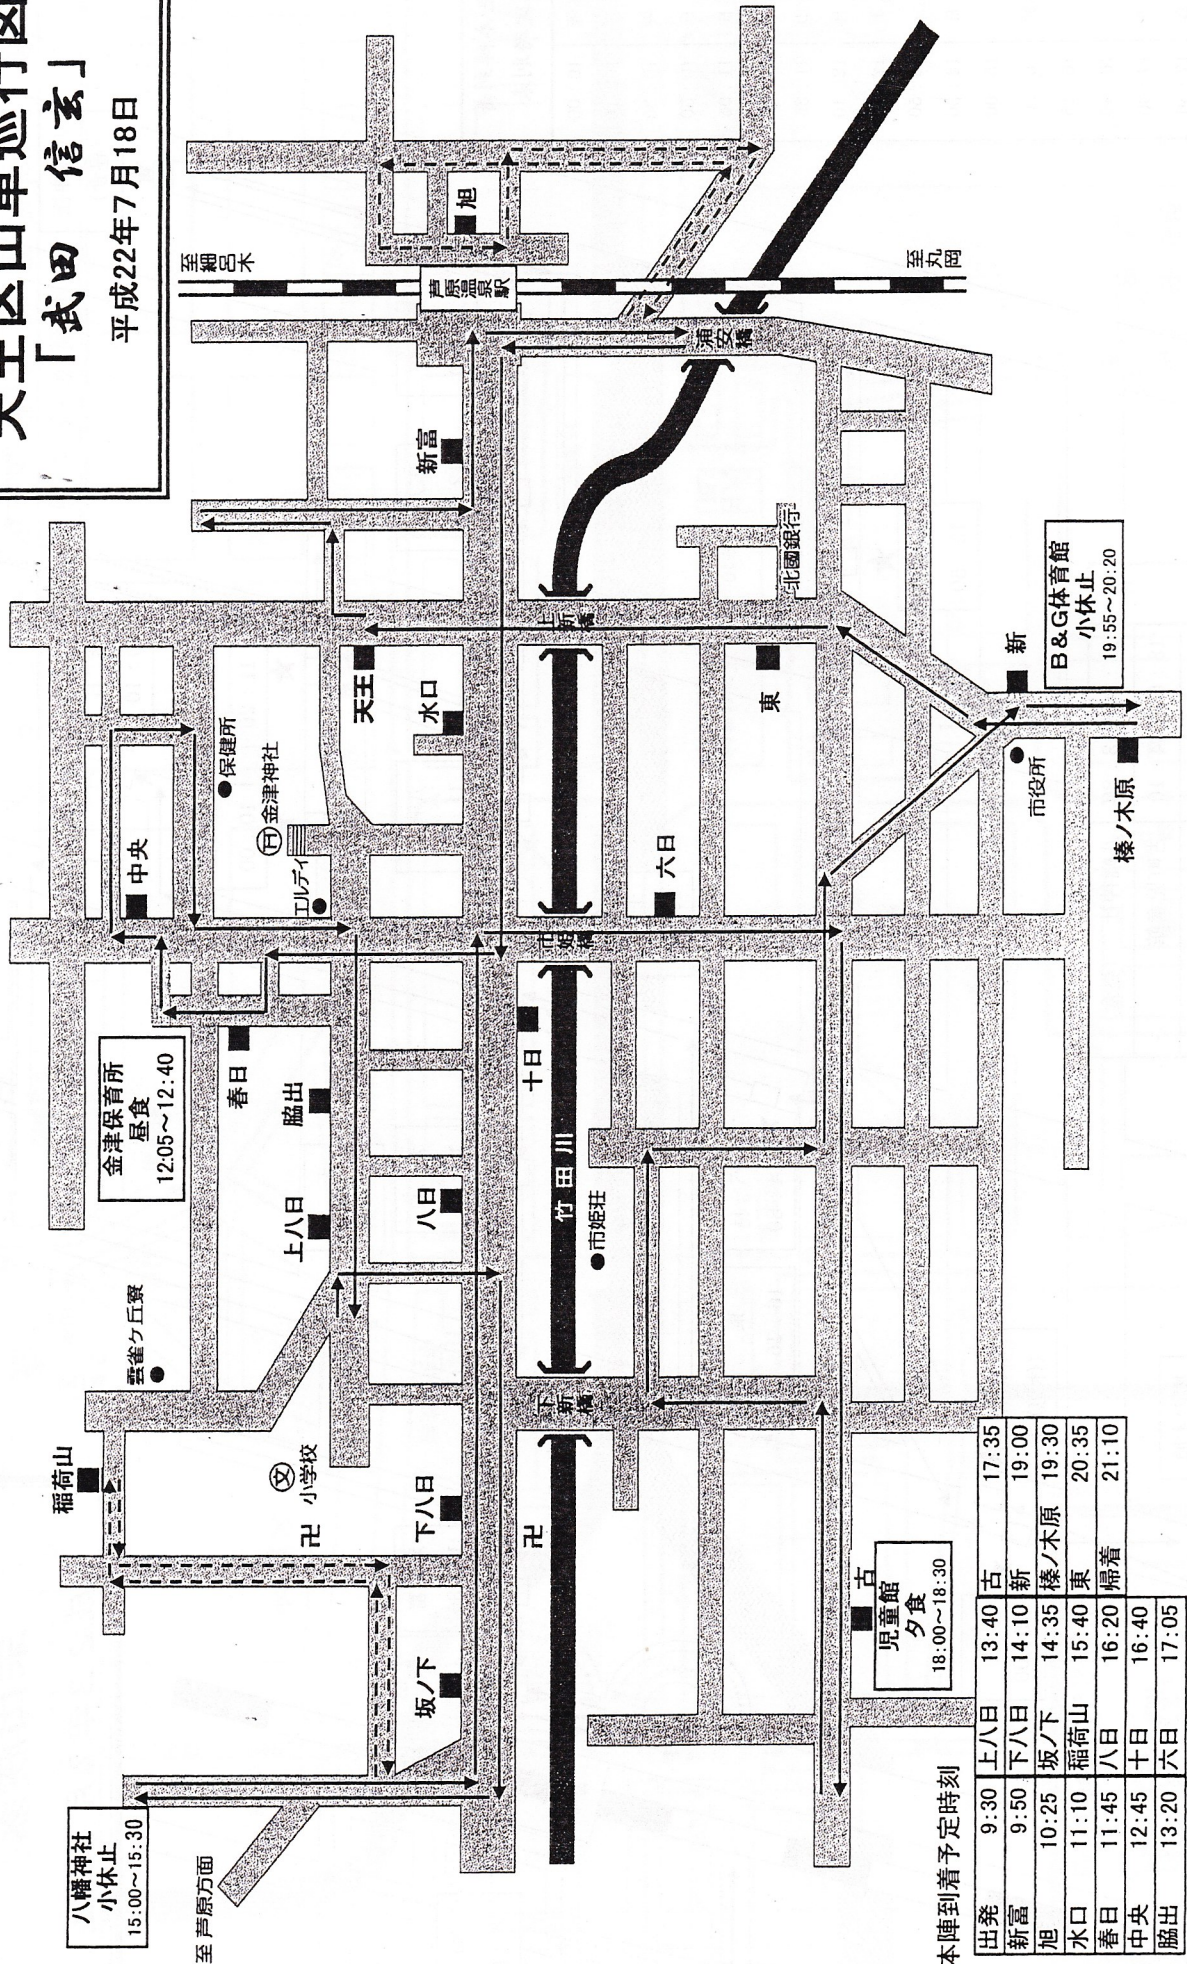 天王区山車巡行図
「武田 信玄」
平成22年7月18日
八幡神社
小休止
15:00～15:30
至芦原方面
稲荷山
雲雀ケ丘寮
文
小学校
卍
坂ノ下
下八日
卍
下新橋
金津保育所
昼食
12:05～12:40
春日
脇出
上八日
八日
十日
竹田川
市姫荘
中央
保健所
金津神社
エルディ
天王
水口
市姫橋
六日
上新橋
東
北國銀行
新富
至細呂木
芦原温泉駅
旭
浦安橋
至丸岡
新
市役所
榛ノ木原
B&G体育館
小休止
19:55～20:20
古
児童館
夕食
18:00～18:30
本陣到着予定時刻
出発 9:30 上八日 13:40 古 17:35
新富 9:50 下八日 14:10 新 19:00
旭 10:25 坂ノ下 14:35 榛ノ木原 19:30
水口 11:10 稲荷山 15:40 東 20:35
春日 11:45 八日 16:20 帰着 21:10
中央 12:45 十日 16:40
脇出 13:20 六日 17:05